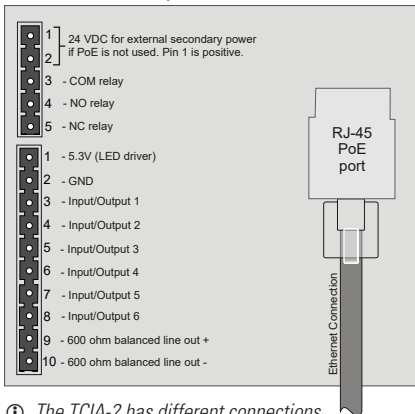 1
24 VDC for external secondary power
2
if PoE is not used. Pin 1 is positive.
3 - COM relay
4 - NO relay
5 - NC relay
1 - 5.3V (LED driver)
2 - GND
3 - Input/Output 1
4 - Input/Output 2
5 - Input/Output 3
6 - Input/Output 4
7 - Input/Output 5
8 - Input/Output 6
9 - 600 ohm balanced line out +
10 - 600 ohm balanced line out -
RJ-45
PoE
port
Ethernet Connection
The TCIA-2 has different connections